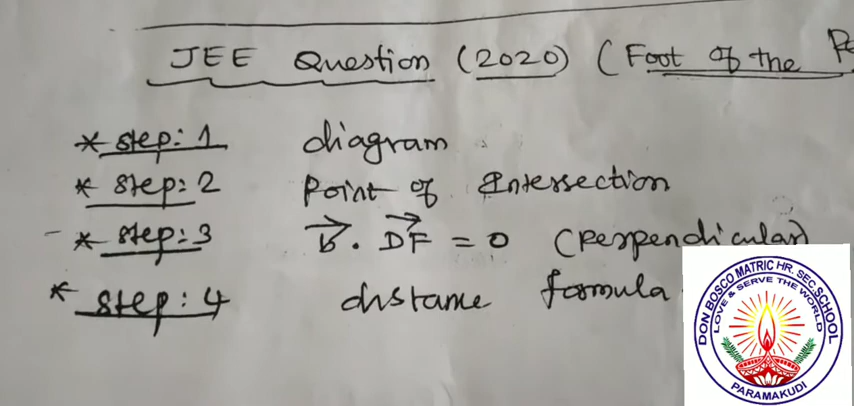 JEE Question (2020) (Foot of the
* Step: 1 diagram
* Step: 2 Point of Intersection
* Step: 3 b⃗ . DF⃗ = 0 (Perpendicular)
* Step: 4 distance formula
DON BOSCO MATRIC HR. SEC. SCHOOL
LOVE & SERVE THE WORLD
PARAMAKUDI